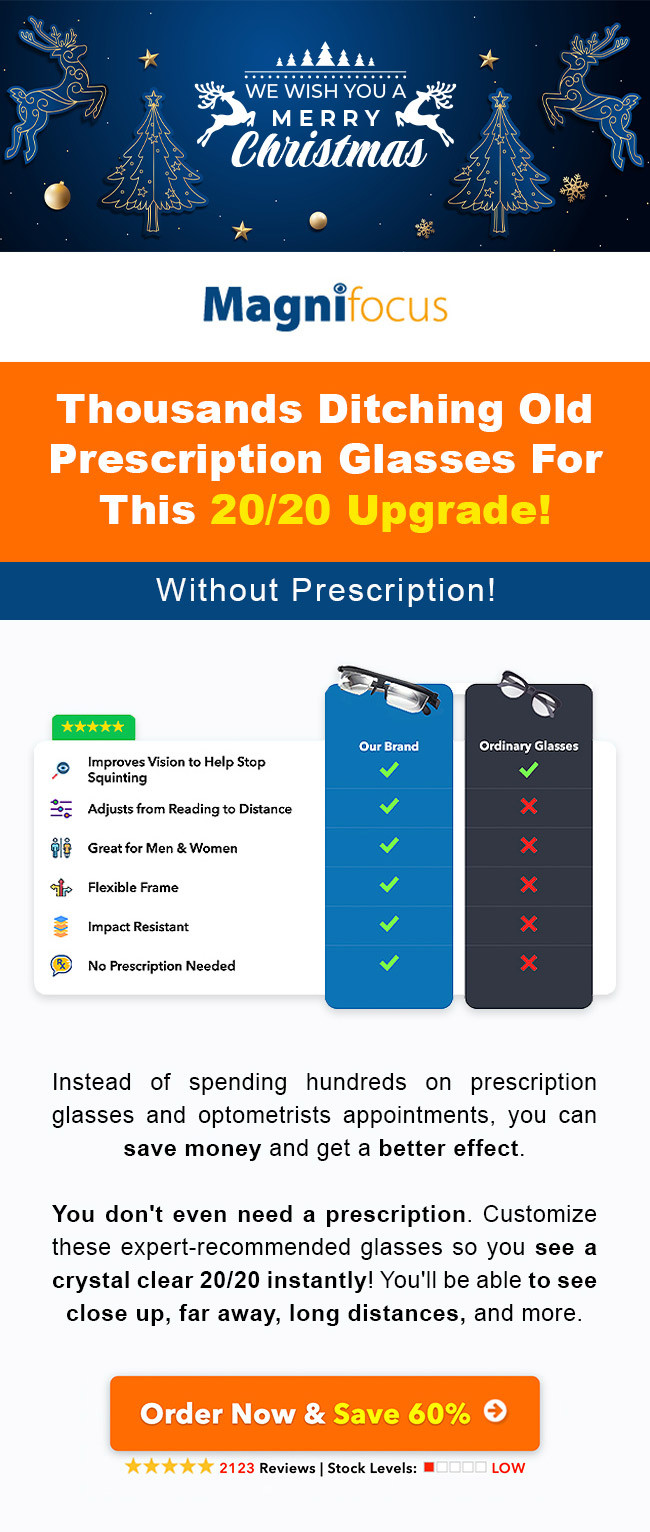 WE WISH YOU A
MERRY
Christmas
Magnifocus
Thousands Ditching Old
Prescription Glasses For
This 20/20 Upgrade!
Without Prescription!
Our Brand
Ordinary Glasses
Improves Vision to Help Stop
Squinting
Adjusts from Reading to Distance
Great for Men & Women
Flexible Frame
Impact Resistant
Rx
No Prescription Needed
Instead of spending hundreds on prescription
glasses and optometrists appointments, you can
save money and get a better effect.
You don't even need a prescription. Customize
these expert-recommended glasses so you see a
crystal clear 20/20 instantly! You'll be able to see
close up, far away, long distances, and more.
Order Now & Save 60%
2123 Reviews | Stock Levels: LOW